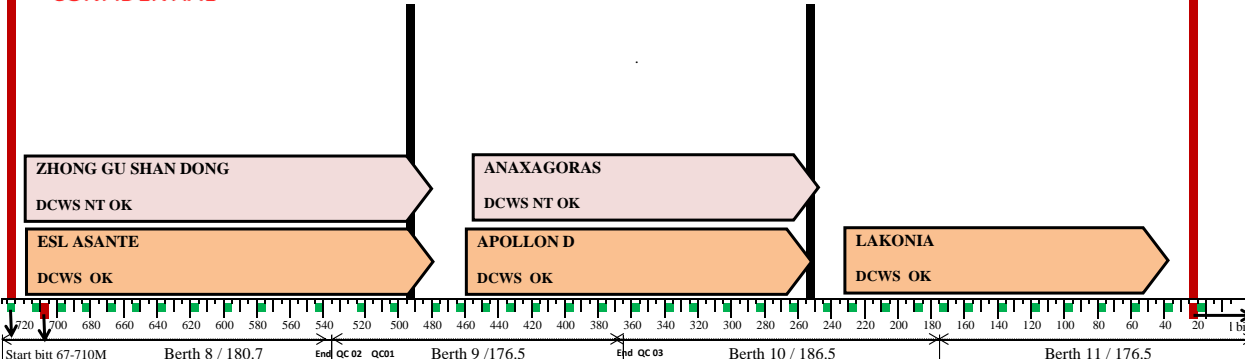 ZHONG GU SHAN DONG
DCWS NT OK
ANAXAGORAS
DCWS NT OK
ESL ASANTE
DCWS  OK
APOLLON D
DCWS  OK
LAKONIA
DCWS  OK
720 700 680 660 640 620 600 580 560 540 520 500 480 460 440 420 400 380 360 340 320 300 280 260 240 220 200 180 160 140 120 100 80 60 40 20
Start bitt 67-710M
Berth 8 / 180.7
End QC 02 QC01
Berth 9 /176.5
End QC 03
Berth 10 / 186.5
Berth 11 / 176.5